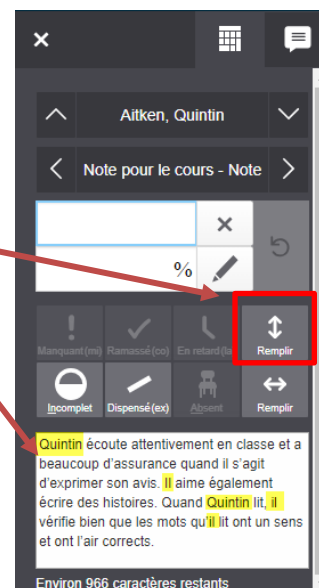 Aitken, Quintin
Note pour le cours - Note
%
Manquant (mi) Ramassé (co) En retard (la Remplir
Incomplet Dispensé (ex) Absent Remplir
Quintin écoute attentivement en classe et a
beaucoup d'assurance quand il s'agit
d'exprimer son avis. Il aime également
écrire des histoires. Quand Quintin lit, il
vérifie bien que les mots qu'il lit ont un sens
et ont l'air corrects.
Environ 966 caractères restants